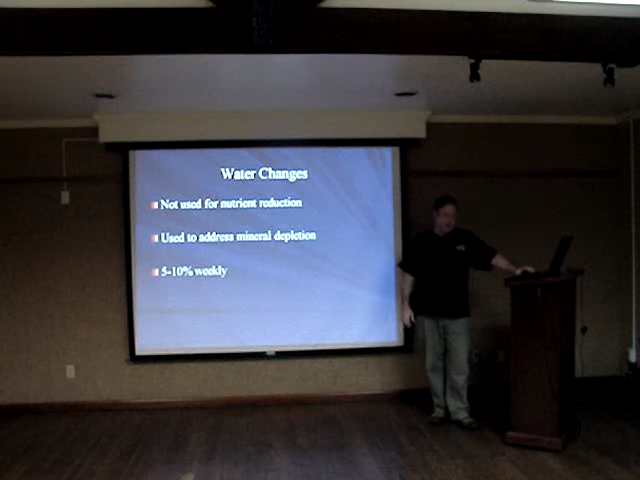 Water Changes
Not used for nutrient reduction
Used to address mineral depletion
5-10% weekly